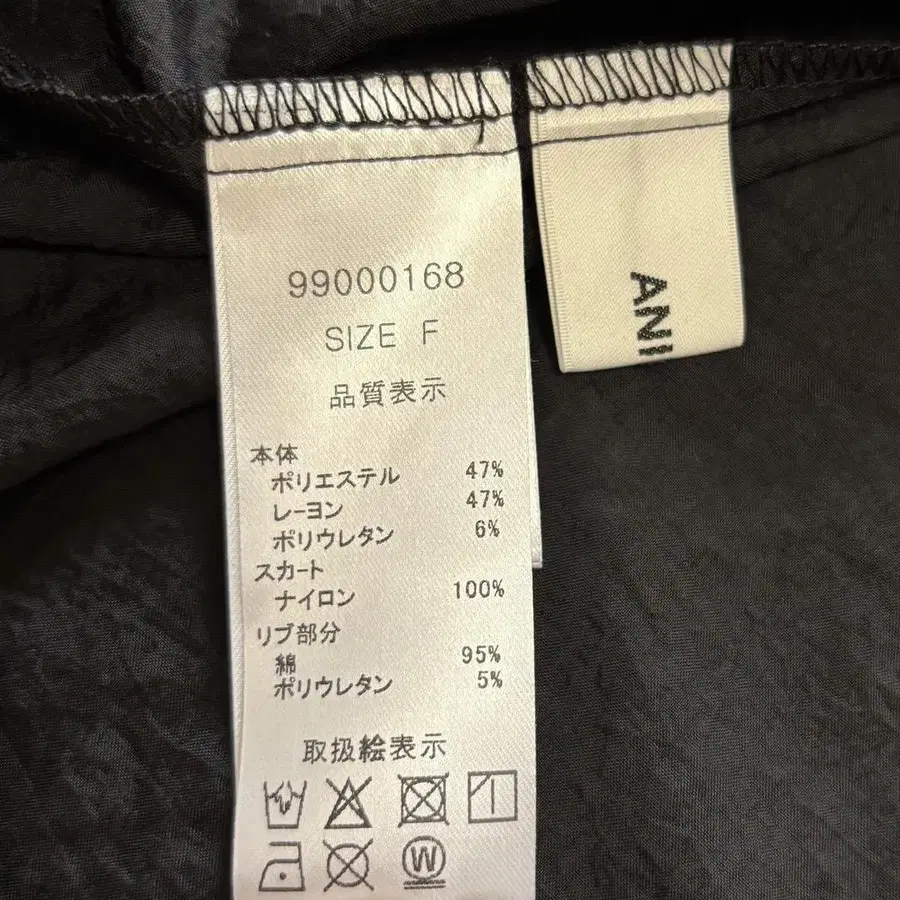 99000168
SIZE F
品質表示
本体
ポリエステル 47%
レーヨン 47%
ポリウレタン 6%
スカート
ナイロン 100%
リブ部分
綿 95%
ポリウレタン 5%
取扱絵表示
W
ANI